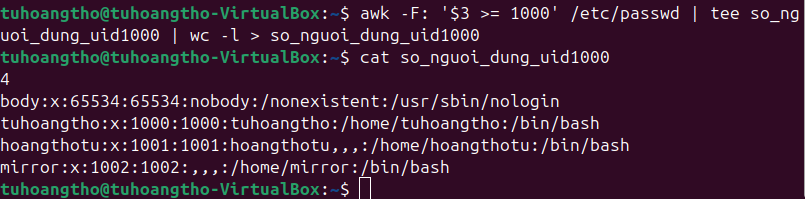 tuhoangtho@tuhoangtho-VirtualBox:~$ awk -F: '$3 >= 1000' /etc/passwd | tee so_ng
uoi_dung_uid1000 | wc -l > so_nguoi_dung_uid1000
tuhoangtho@tuhoangtho-VirtualBox:~$ cat so_nguoi_dung_uid1000
4
body:x:65534:65534:nobody:/nonexistent:/usr/sbin/nologin
tuhoangtho:x:1000:1000:tuhoangtho:/home/tuhoangtho:/bin/bash
hoangthotu:x:1001:1001:hoangthotu,,,:/home/hoangthotu:/bin/bash
mirror:x:1002:1002:,,,:/home/mirror:/bin/bash
tuhoangtho@tuhoangtho-VirtualBox:~$